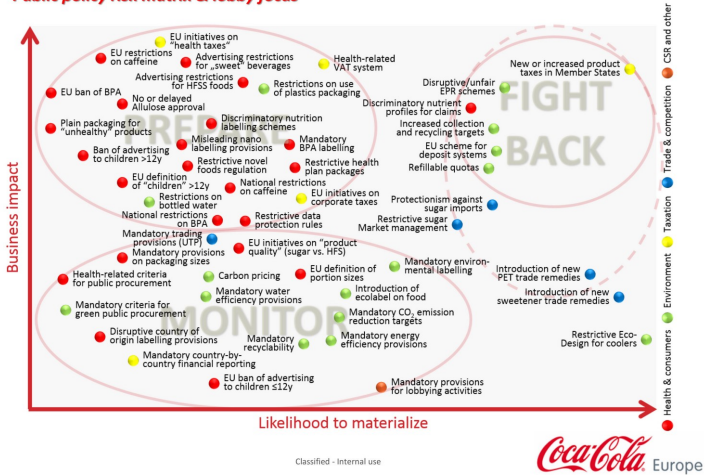 Public policy risk matrix & lobby focus
Business impact
Likelihood to materialize
PREPARE
FIGHT
BACK
MONITOR
EU initiatives on
"health taxes"
EU restrictions
on caffeine
Advertising restrictions
for „sweet" beverages
Health-related
VAT system
New or increased product
taxes in Member States
Advertising restrictions
for HFSS foods
Restrictions on
use of plastics packaging
Disruptive/unfair
EPR schemes
EU ban of BPA
No or delayed
Allulose approval
Discriminatory nutrient
profiles for claims
Plain packaging for
"unhealthy" products
Discriminatory nutrition
labelling schemes
Increased collection
and recycling targets
Misleading nano
labelling provisions
Mandatory
BPA labelling
EU scheme for
deposit systems
Ban of advertising
to children >12y
Restrictive novel
foods regulation
Restrictive health
plan packages
Refillable quotas
EU definition
of "children" >12y
National restrictions
on caffeine
EU initiatives on
corporate taxes
Restrictions on
bottled water
Protectionism against
sugar imports
National restrictions
on BPA
Restrictive data
protection rules
Restrictive sugar
Market management
Mandatory trading
provisions (UTP)
EU initiatives on "product
quality" (sugar vs. HFS)
Mandatory provisions
on packaging sizes
Mandatory environ-
mental labelling
Health-related criteria
for public procurement
Carbon pricing
EU definition of
portion sizes
Introduction of new
PET trade remedies
Mandatory water
efficiency provisions
Introduction of
ecolabel on food
Introduction of new
sweetener trade remedies
Mandatory criteria for
green public procurement
Mandatory CO₂ emission
reduction targets
Disruptive country of
origin labelling provisions
Mandatory
recyclability
Mandatory energy
efficiency provisions
Restrictive Eco-
Design for coolers
Mandatory country-by-
country financial reporting
EU ban of advertising
to children ≤12y
Mandatory provisions
for lobbying activities
Health & consumers
Environment
Taxation
Trade & competition
CSR and other
Classified - Internal use
Coca-Cola Europe